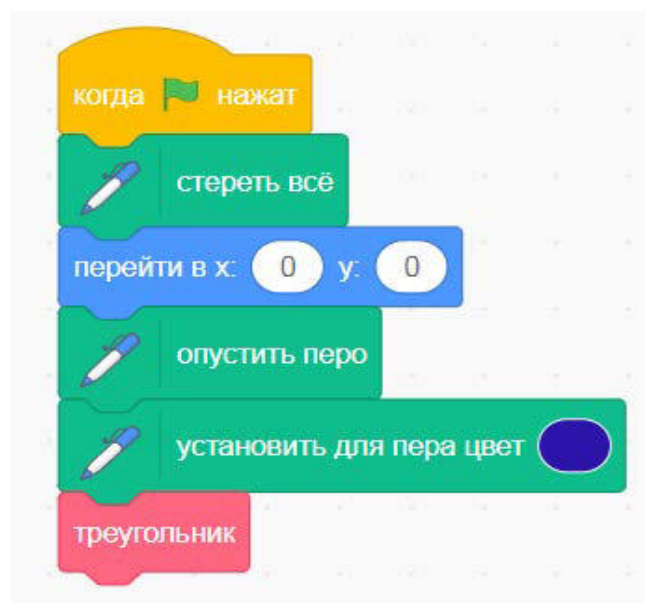 когда нажат
стереть всё
перейти в x: 0 y: 0
опустить перо
установить для пера цвет
треугольник